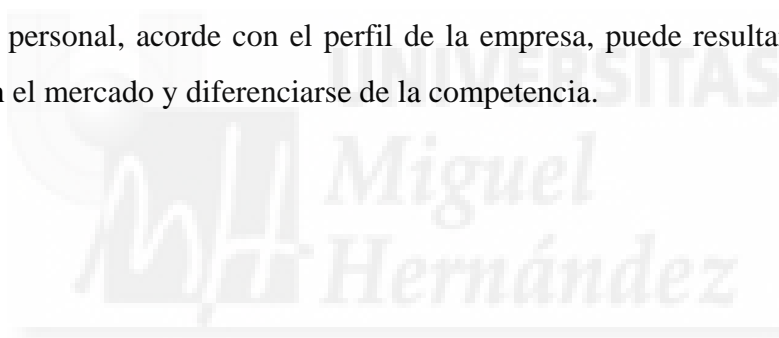 personal, acorde con el perfil de la empresa, puede resulta
n el mercado y diferenciarse de la competencia.
UNIVERSITAS
Miguel
Hernández